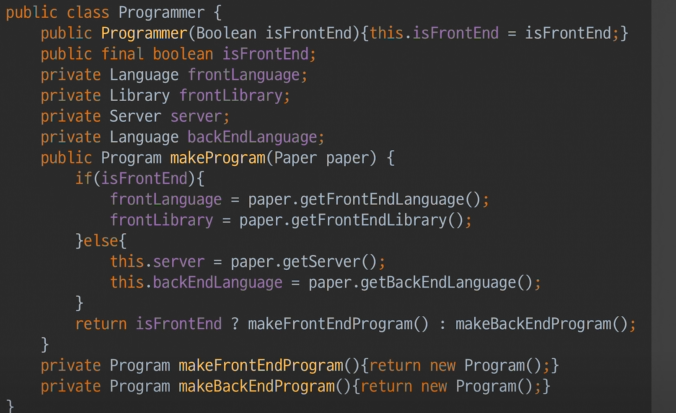 public class Programmer {
    public Programmer(Boolean isFrontEnd){this.isFrontEnd = isFrontEnd;}
    public final boolean isFrontEnd;
    private Language frontLanguage;
    private Library frontLibrary;
    private Server server;
    private Language backEndLanguage;
    public Program makeProgram(Paper paper) {
        if(isFrontEnd){
            frontLanguage = paper.getFrontEndLanguage();
            frontLibrary = paper.getFrontEndLibrary();
        }else{
            this.server = paper.getServer();
            this.backEndLanguage = paper.getBackEndLanguage();
        }
        return isFrontEnd ? makeFrontEndProgram() : makeBackEndProgram();
    }
    private Program makeFrontEndProgram(){return new Program();}
    private Program makeBackEndProgram(){return new Program();}
}